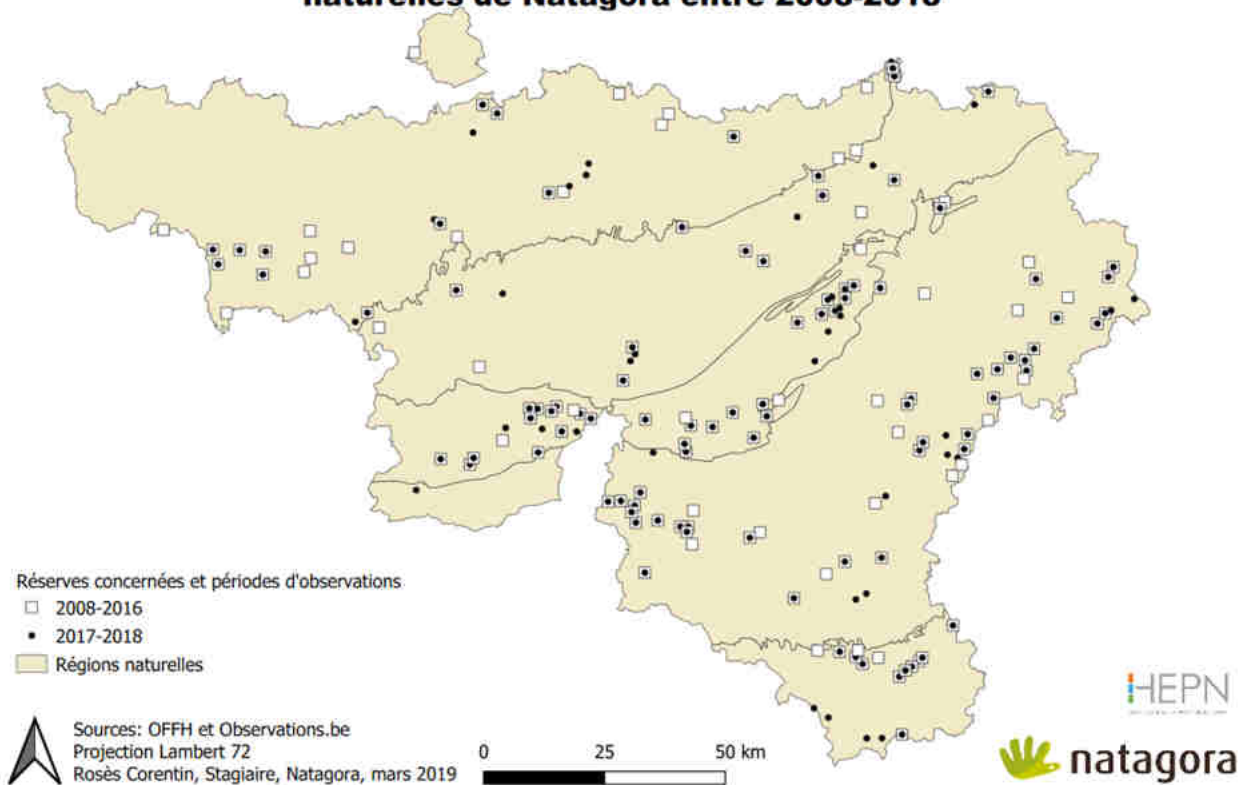 naturelles de Natagora entre 2008-2018
Réserves concernées et périodes d'observations
2008-2016
2017-2018
Régions naturelles
Sources: OFFH et Observations.be
Projection Lambert 72
Rosès Corentin, Stagiaire, Natagora, mars 2019
0 25 50 km
HEPN
natagora